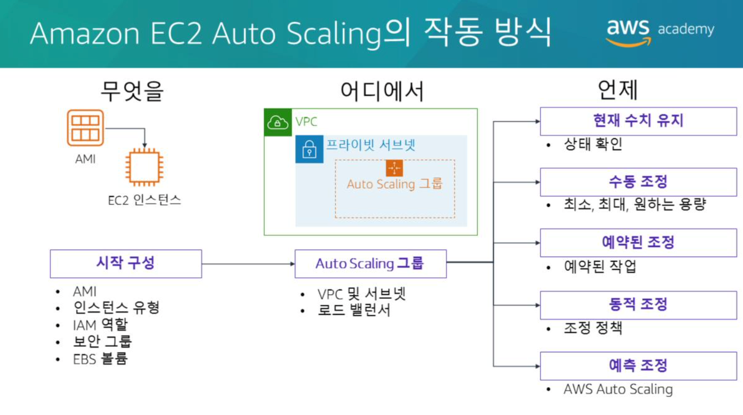 Amazon EC2 Auto Scaling의 작동 방식
aws academy
무엇을
AMI
EC2 인스턴스
시작 구성
• AMI
• 인스턴스 유형
• IAM 역할
• 보안 그룹
• EBS 볼륨
어디에서
VPC
프라이빗 서브넷
Auto Scaling 그룹
Auto Scaling 그룹
• VPC 및 서브넷
• 로드 밸런서
언제
현재 수치 유지
• 상태 확인
수동 조정
• 최소, 최대, 원하는 용량
예약된 조정
• 예약된 작업
동적 조정
• 조정 정책
예측 조정
• AWS Auto Scaling